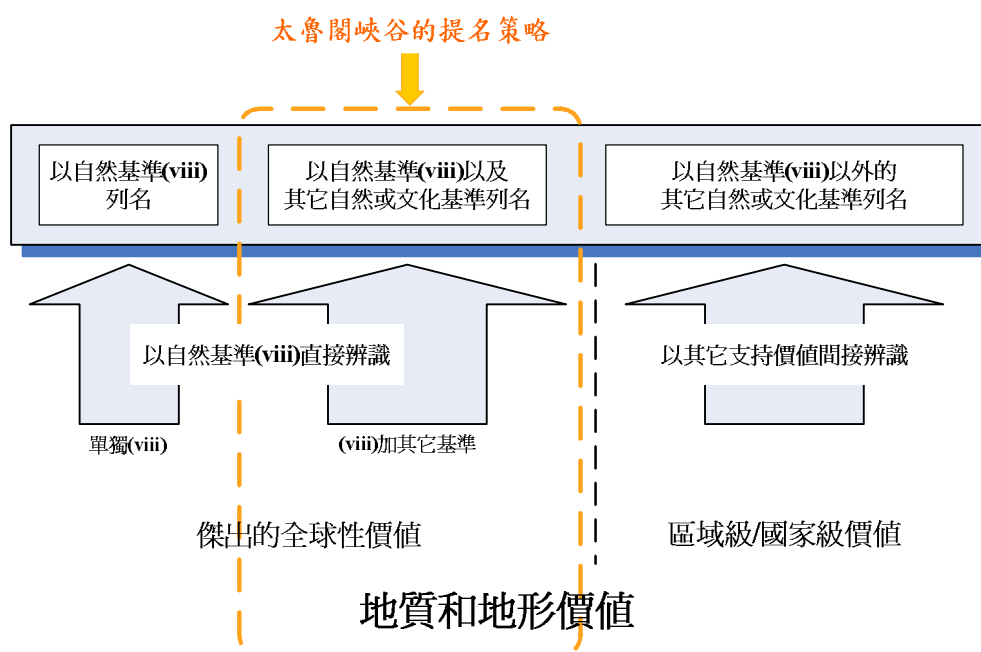 太魯閣峽谷的提名策略
以自然基準(viii)
列名
以自然基準(viii)以及
其它自然或文化基準列名
以自然基準(viii)以外的
其它自然或文化基準列名
以自然基準(viii)直接辨識
以其它支持價值間接辨識
單獨(viii)
(viii)加其它基準
傑出的全球性價值
區域級/國家級價值
地質和地形價值